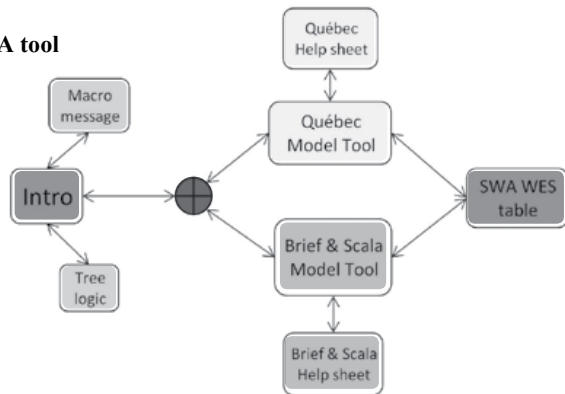 A tool
Québec
Help sheet
Macro
message
Québec
Model Tool
Intro
SWA WES
table
Brief & Scala
Model Tool
Tree
logic
Brief & Scala
Help sheet